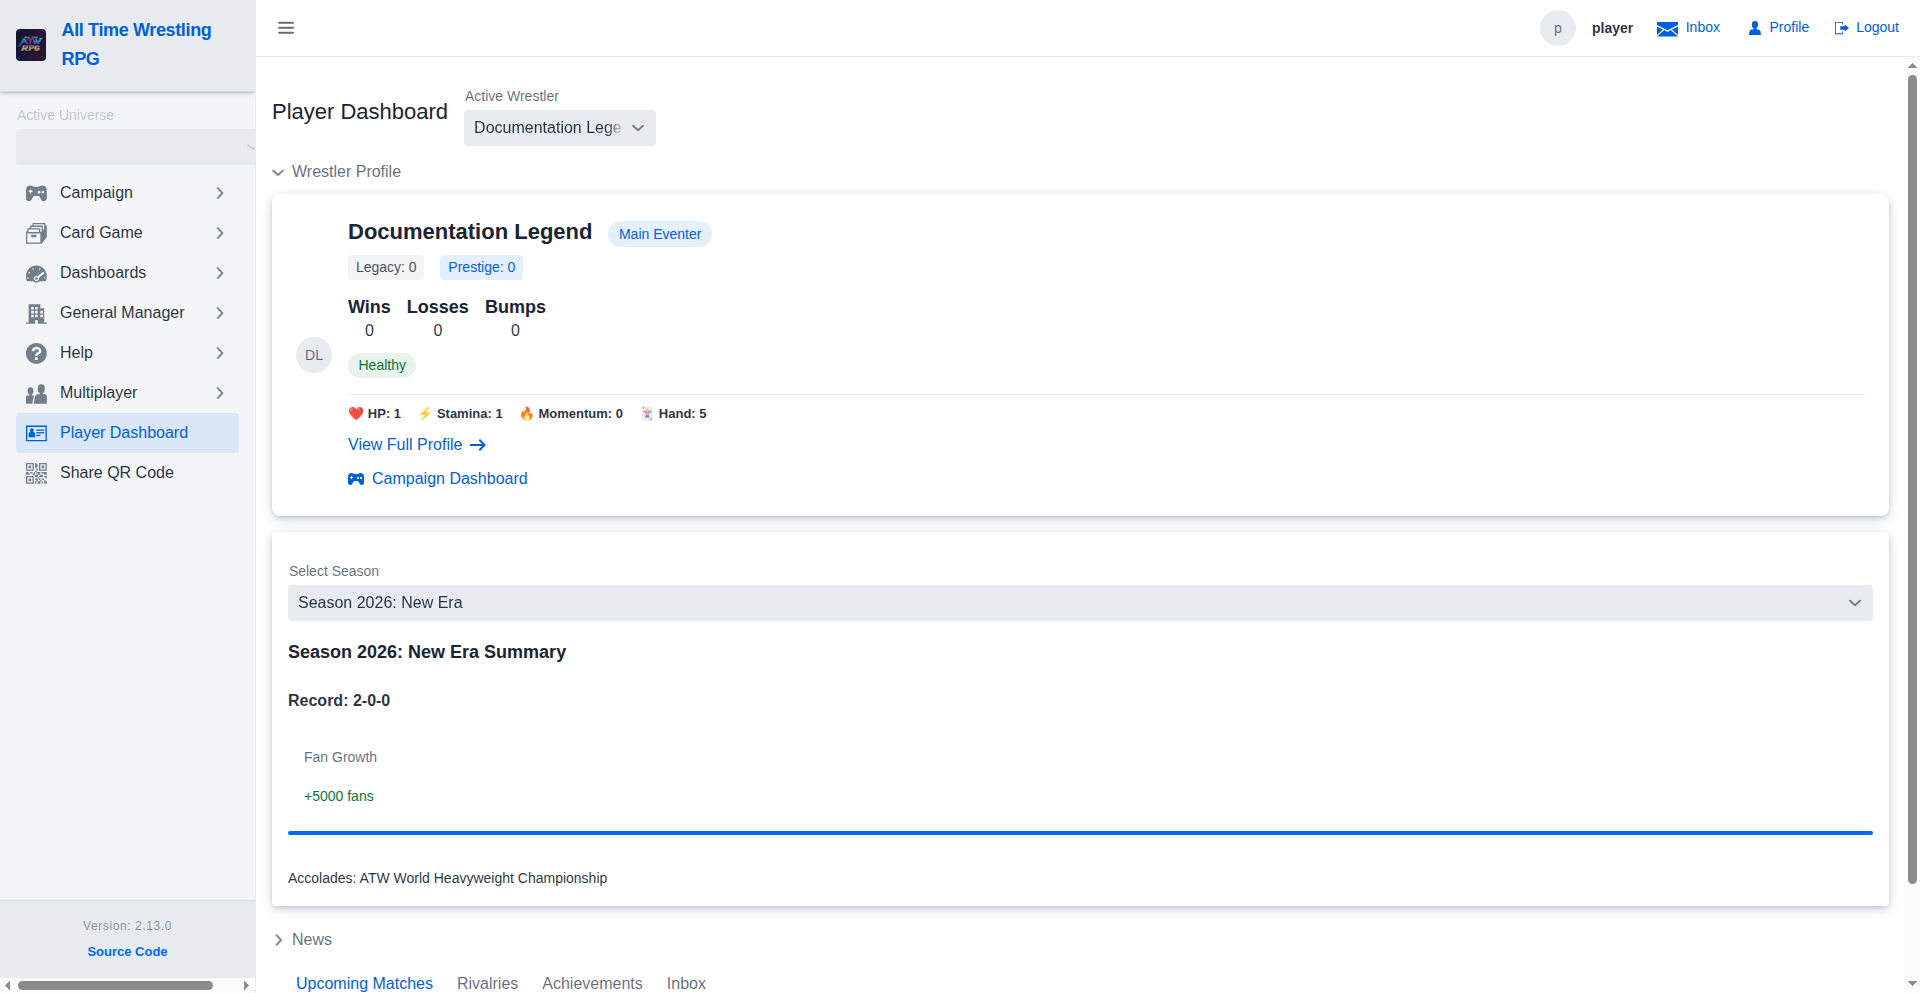 All Time Wrestling
RPG
Active Universe
Campaign
Card Game
Dashboards
General Manager
Help
Multiplayer
Player Dashboard
Share QR Code
Version: 2.13.0
Source Code
p player Inbox Profile Logout
Player Dashboard
Active Wrestler
Documentation Lege
Wrestler Profile
DL
Documentation Legend Main Eventer
Legacy: 0 Prestige: 0
Wins Losses Bumps
0 0 0
Healthy
❤️ HP: 1 ⚡ Stamina: 1 🔥 Momentum: 0 🃏 Hand: 5
View Full Profile
Campaign Dashboard
Select Season
Season 2026: New Era
Season 2026: New Era Summary
Record: 2-0-0
Fan Growth
+5000 fans
Accolades: ATW World Heavyweight Championship
News
Upcoming Matches Rivalries Achievements Inbox